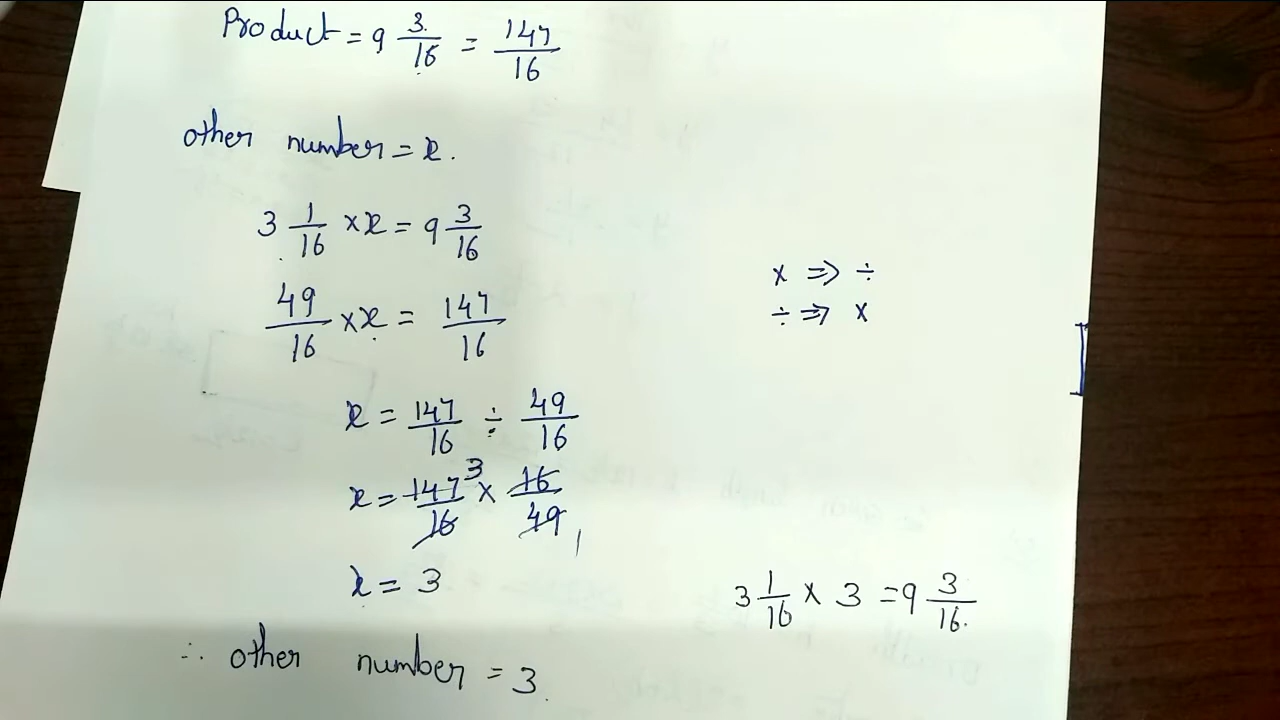 Product = 9 3/16 = 147/16
other number = x.
3 1/16 × x = 9 3/16
49/16 × x = 147/16
x ⇒ ÷
÷ ⇒ x
x = 147/16 ÷ 49/16
x = 147/16 3 × 16/49 1
x = 3
3 1/16 × 3 = 9 3/16.
∴ other number = 3.